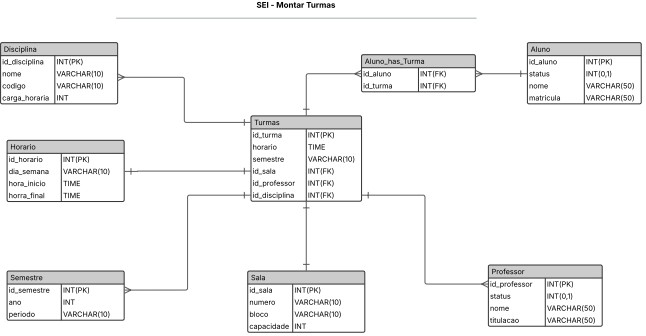 SEI - Montar Turmas
Disciplina
id_disciplina INT(PK)
nome VARCHAR(10)
codigo VARCHAR(10)
carga_horaria INT
Aluno_has_Turma
id_aluno INT(FK)
id_turma INT(FK)
Aluno
id_aluno INT(PK)
status INT(0,1)
nome VARCHAR(50)
matricula VARCHAR(50)
Turmas
id_turma INT(PK)
horario TIME
semestre VARCHAR(10)
id_sala INT(FK)
id_professor INT(FK)
id_disciplina INT(FK)
Horario
id_horario INT(PK)
dia_semana VARCHAR(10)
hora_inicio TIME
horra_final TIME
Semestre
id_semestre INT(PK)
ano INT
periodo VARCHAR(10)
Sala
id_sala INT(PK)
numero VARCHAR(10)
bloco VARCHAR(10)
capacidade INT
Professor
id_professor INT(PK)
status INT(0,1)
nome VARCHAR(50)
titulacao VARCHAR(50)